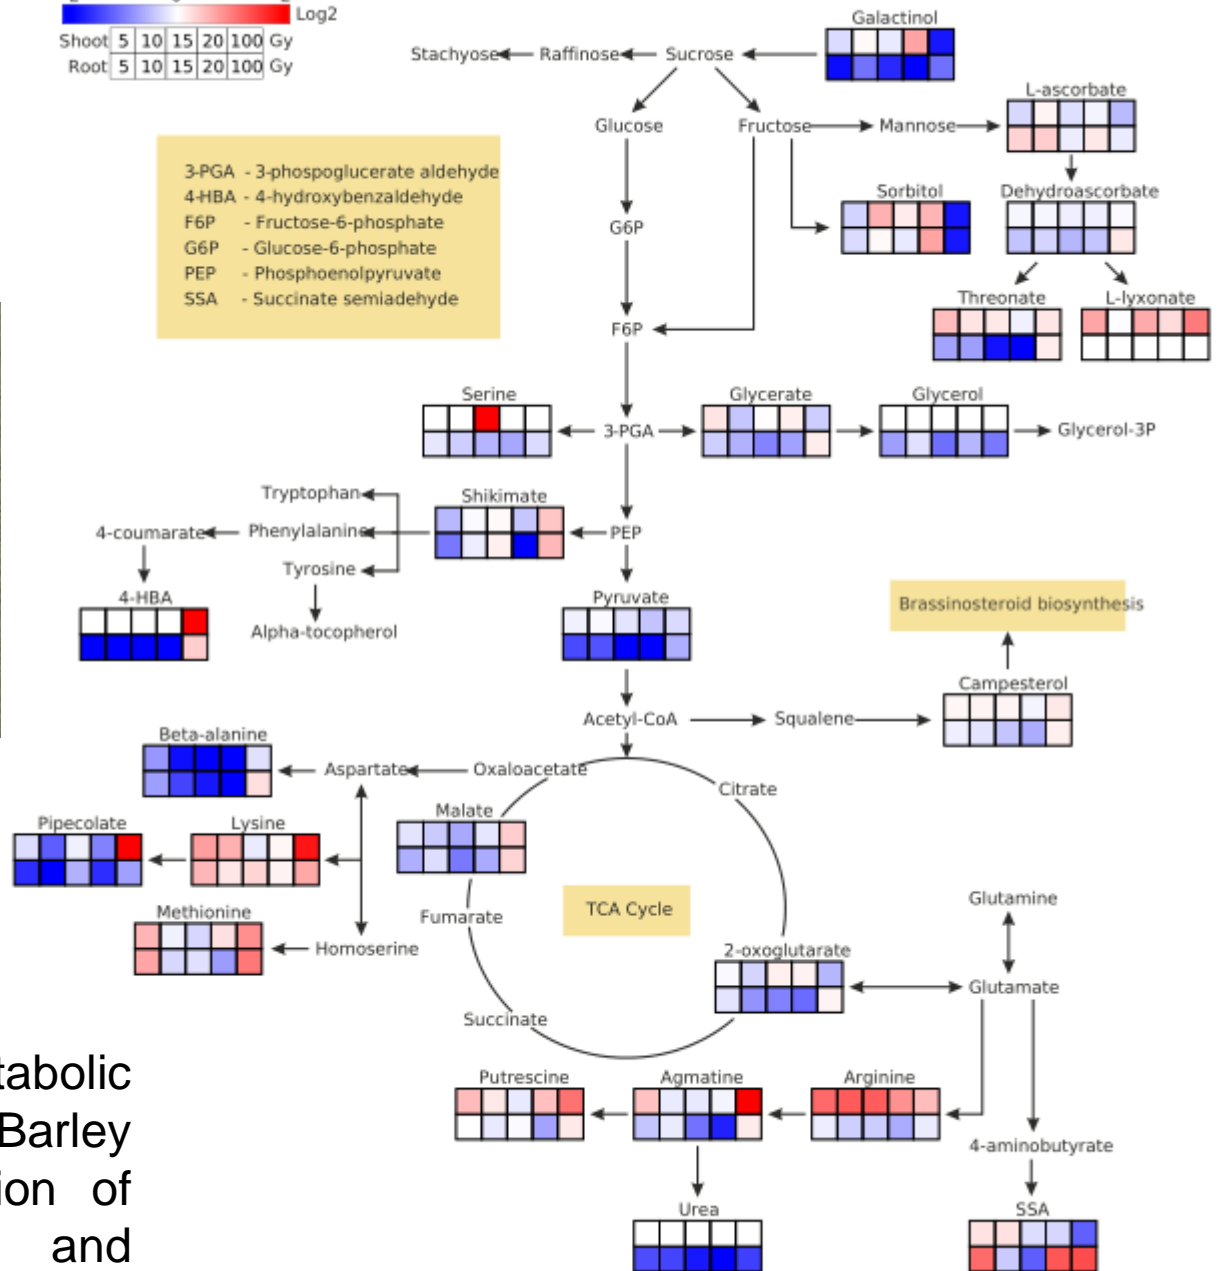 Log2
Shoot 5 10 15 20 100 Gy
Root 5 10 15 20 100 Gy
Galactinol
Stachyose Raffinose Sucrose
L-ascorbate
Glucose Fructose Mannose
3-PGA - 3-phospoglucerate aldehyde
4-HBA - 4-hydroxybenzaldehyde
F6P - Fructose-6-phosphate
G6P - Glucose-6-phosphate
PEP - Phosphoenolpyruvate
SSA - Succinate semiadehyde
Sorbitol Dehydroascorbate
G6P
Threonate L-lyxonate
F6P
Serine Glycerate Glycerol
3-PGA Glycerol-3P
Tryptophan Shikimate
4-coumarate Phenylalanine PEP
Tyrosine
4-HBA Pyruvate
Brassinosteroid biosynthesis
Alpha-tocopherol
Campesterol
Acetyl-CoA Squalene
Beta-alanine
Aspartate Oxaloacetate
Citrate
Malate
Pipecolate Lysine
Glutamine
TCA Cycle
Methionine Fumarate
Homoserine 2-oxoglutarate
Glutamate
Succinate
Putrescine Agmatine Arginine
4-aminobutyrate
Urea SSA
tabolic
Barley
ion of
and